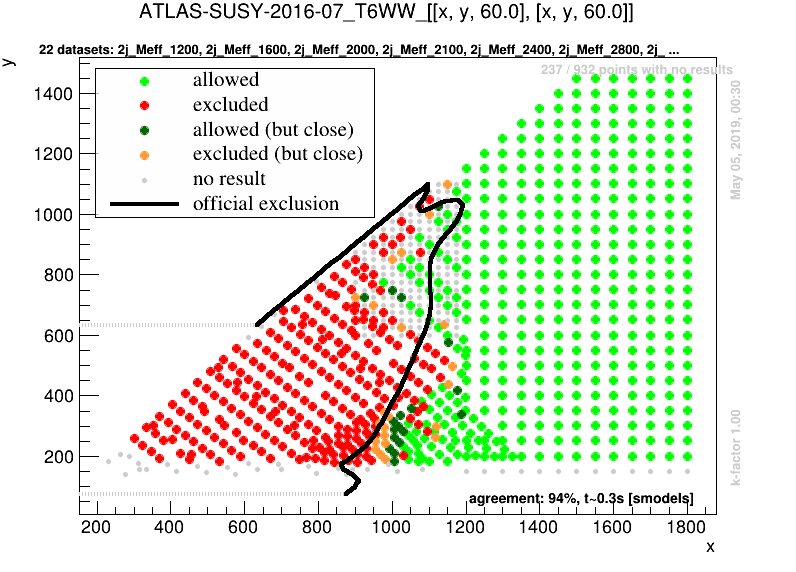 ATLAS-SUSY-2016-07_T6WW_[[x, y, 60.0], [x, y, 60.0]]
22 datasets: 2j_Meff_1200, 2j_Meff_1600, 2j_Meff_2000, 2j_Meff_2100, 2j_Meff_2400, 2j_Meff_2800, 2j_ ...
y
237 / 932 points with no results
allowed
excluded
allowed (but close)
excluded (but close)
no result
official exclusion
May 05, 2019, 00:30
1400
1200
1000
800
600
400
200
k-factor 1.00
agreement: 94%, t~0.3s [smodels]
200 400 600 800 1000 1200 1400 1600 1800
x